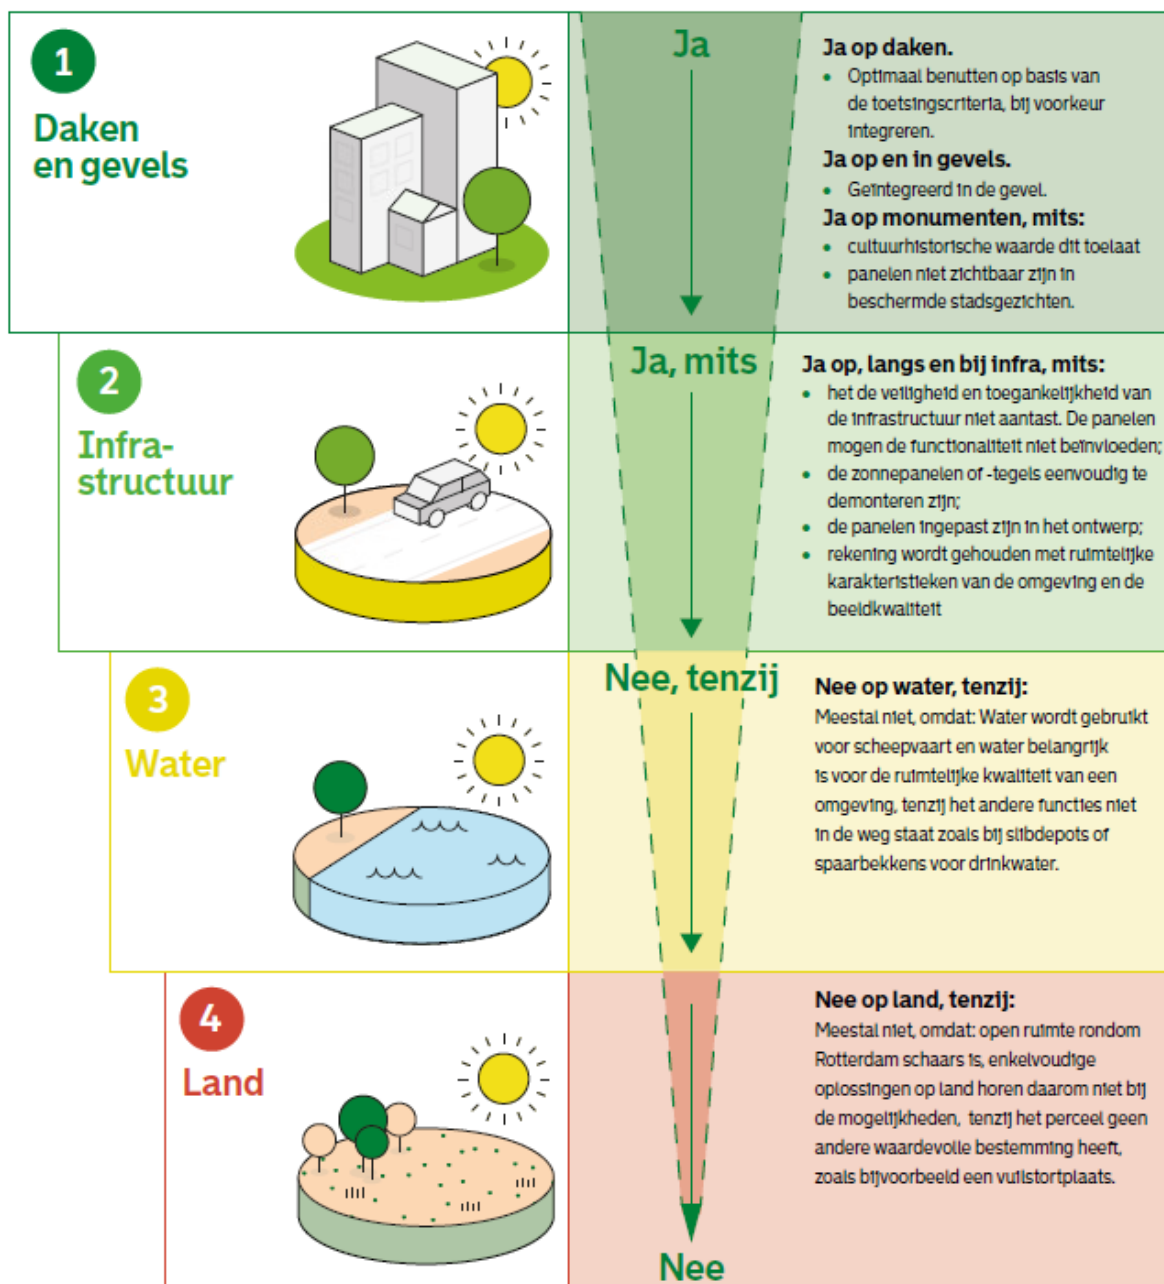 1
Daken
en gevels
Ja
Ja op daken.
• Optimaal benutten op basis van
de toetsingscriteria, bij voorkeur
integreren.
Ja op en in gevels.
• Geïntegreerd in de gevel.
Ja op monumenten, mits:
• cultuurhistorische waarde dit toelaat
• panelen niet zichtbaar zijn in
beschermde stadsgezichten.
2
Infra-
structuur
Ja, mits
Ja op, langs en bij infra, mits:
• het de veiligheid en toegankelijkheid van
de infrastructuur niet aantast. De panelen
mogen de functionaliteit niet beïnvloeden;
• de zonnepanelen of -tegels eenvoudig te
demonteren zijn;
• de panelen ingepast zijn in het ontwerp;
• rekening wordt gehouden met ruimtelijke
karakteristieken van de omgeving en de
beeldkwaliteit
3
Water
Nee, tenzij
Nee op water, tenzij:
Meestal niet, omdat: Water wordt gebruikt
voor scheepvaart en water belangrijk
is voor de ruimtelijke kwaliteit van een
omgeving, tenzij het andere functies niet
in de weg staat zoals bij slibdepots of
spaarbekkens voor drinkwater.
4
Land
Nee op land, tenzij:
Meestal niet, omdat: open ruimte rondom
Rotterdam schaars is, enkelvoudige
oplossingen op land horen daarom niet bij
de mogelijkheden, tenzij het perceel geen
andere waardevolle bestemming heeft,
zoals bijvoorbeeld een vuilstortplaats.
Nee